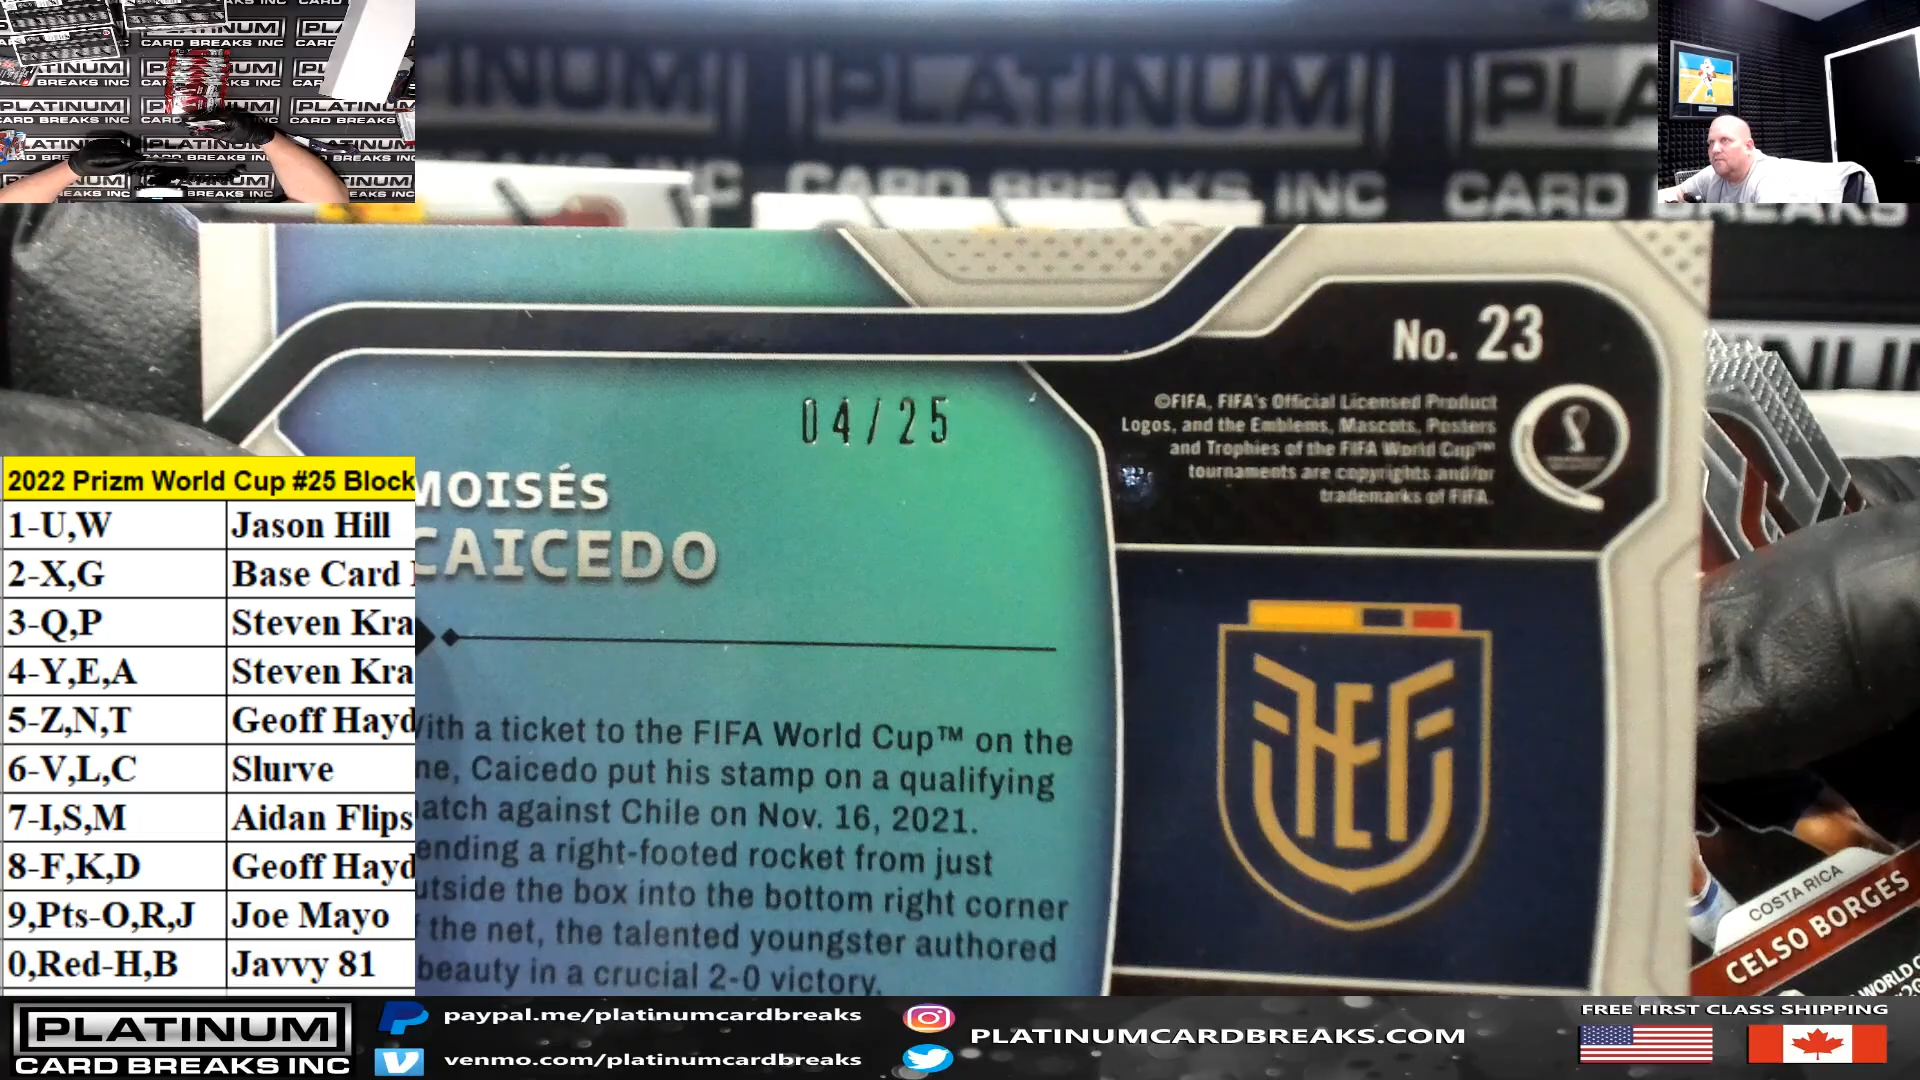 PLATINUM
CARD BREAKS INC
PLATINUM
CARD BREAKS INC
No. 23
©FIFA, FIFA's Official Licensed Product
Logos, and the Emblems, Mascots, Posters
and Trophies of the FIFA World Cup™
tournaments are copyrights and/or
trademarks of FIFA.
04/25
MOISÉS
CAICEDO
With a ticket to the FIFA World Cup™ on the
ne, Caicedo put his stamp on a qualifying
atch against Chile on Nov. 16, 2021.
ending a right-footed rocket from just
utside the box into the bottom right corner
the net, the talented youngster authored
beauty in a crucial 2-0 victory.
FEF
COSTA RICA
CELSO BORGES
2022 Prizm World Cup #25 Block
1-U,W Jason Hill
2-X,G Base Card
3-Q,P Steven Kra
4-Y,E,A Steven Kra
5-Z,N,T Geoff Hayd
6-V,L,C Slurve
7-I,S,M Aidan Flips
8-F,K,D Geoff Hayd
9,Pts-O,R,J Joe Mayo
0,Red-H,B Javvy 81
PLATINUM
CARD BREAKS INC
paypal.me/platinumcardbreaks
venmo.com/platinumcardbreaks
PLATINUMCARDBREAKS.COM
FREE FIRST CLASS SHIPPING